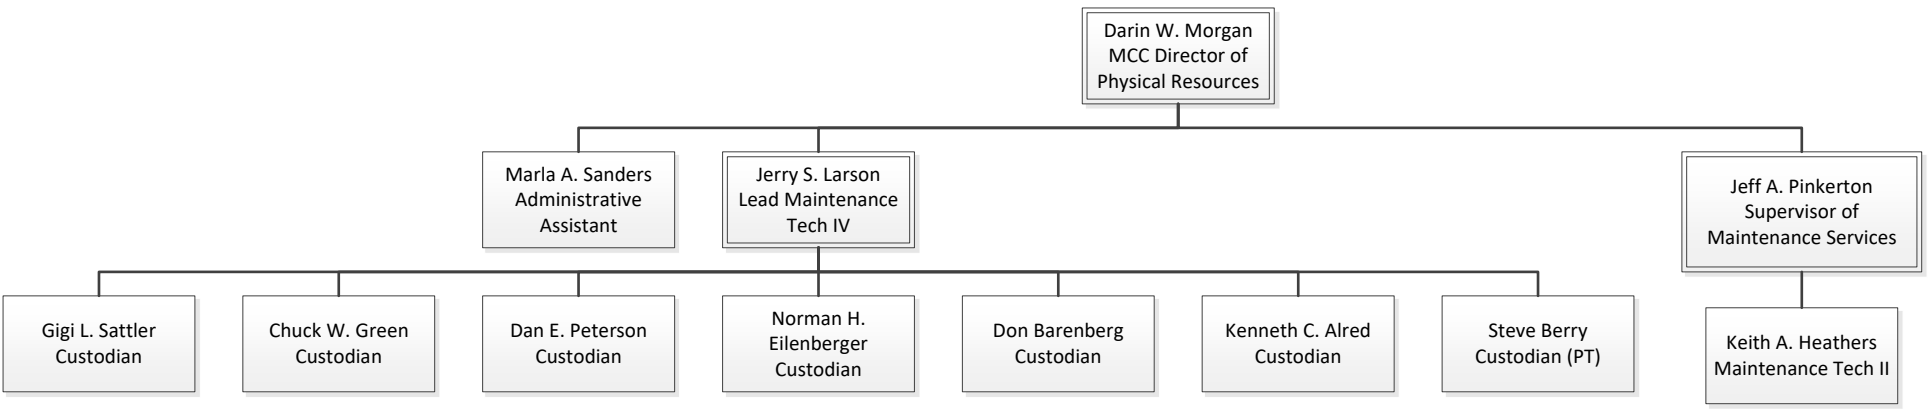 Darin W. Morgan
MCC Director of
Physical Resources
Marla A. Sanders
Administrative
Assistant
Jerry S. Larson
Lead Maintenance
Tech IV
Jeff A. Pinkerton
Supervisor of
Maintenance Services
Gigi L. Sattler
Custodian
Chuck W. Green
Custodian
Dan E. Peterson
Custodian
Norman H.
Eilenberger
Custodian
Don Barenberg
Custodian
Kenneth C. Alred
Custodian
Steve Berry
Custodian (PT)
Keith A. Heathers
Maintenance Tech II